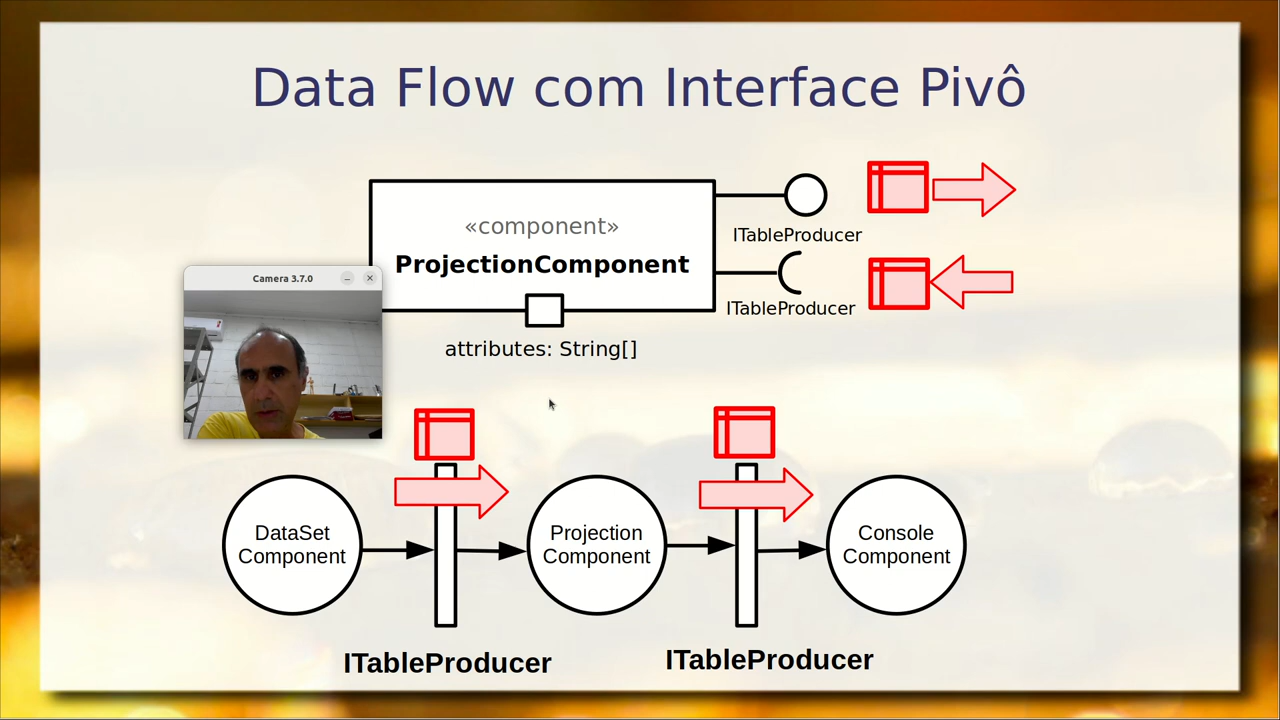 Data Flow com Interface Pivô
«component»
ProjectionComponent
ITableProducer
ITableProducer
attributes: String[]
Camera 3.7.0
DataSet
Component
Projection
Component
Console
Component
ITableProducer
ITableProducer